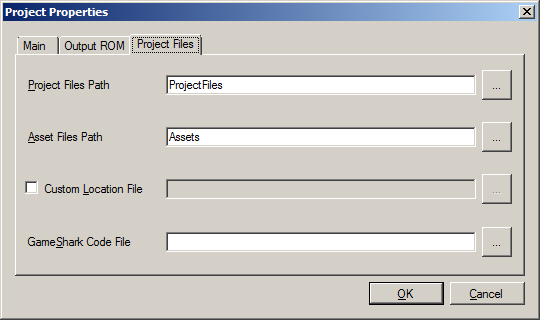 Project Properties
Main Output ROM Project Files
Project Files Path ProjectFiles ...
Asset Files Path Assets ...
Custom Location File ...
GameShark Code File ...
OK Cancel